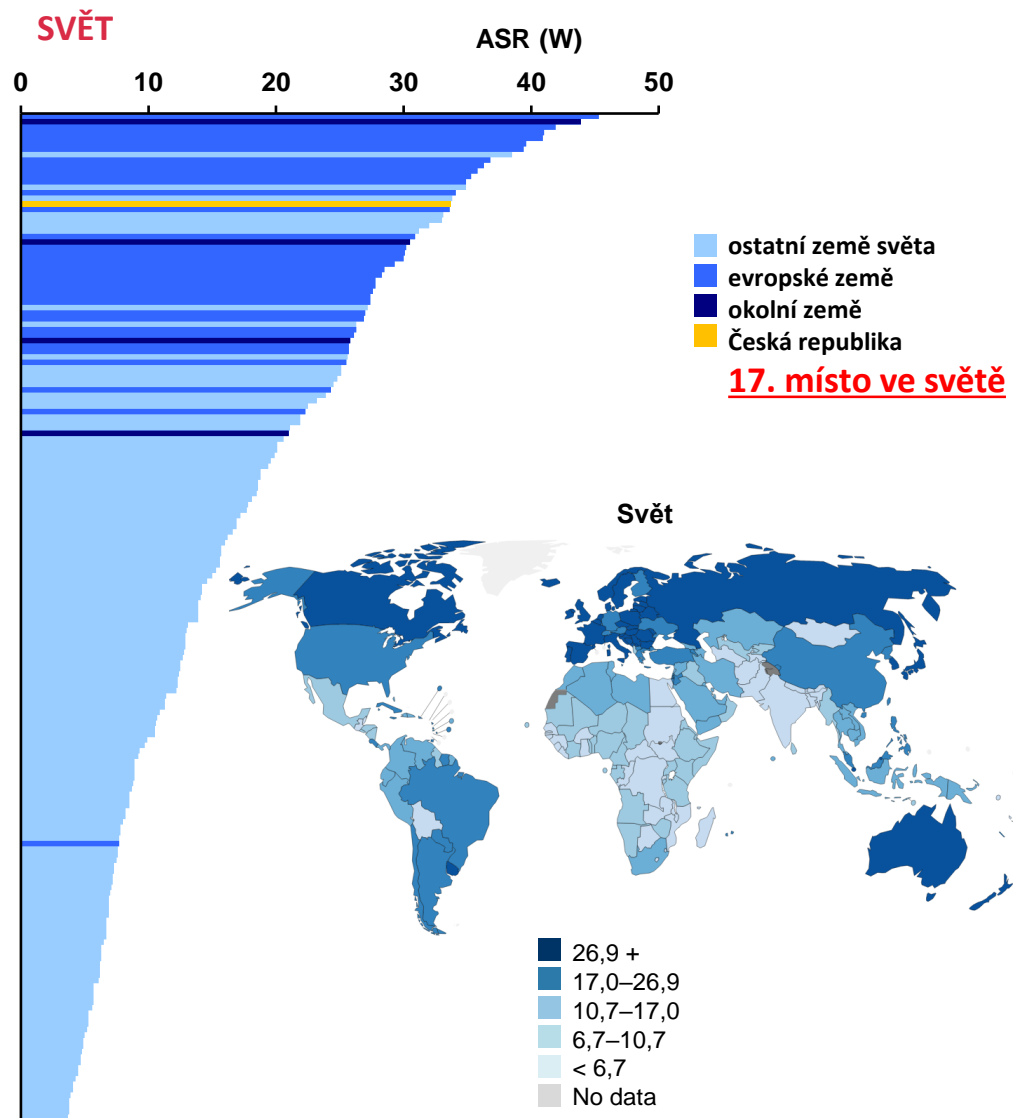 SVĚT
ASR (W)
0 10 20 30 40 50
ostatní země světa
evropské země
okolní země
Česká republika
17. místo ve světě
Svět
26,9 +
17,0–26,9
10,7–17,0
6,7–10,7
< 6,7
No data